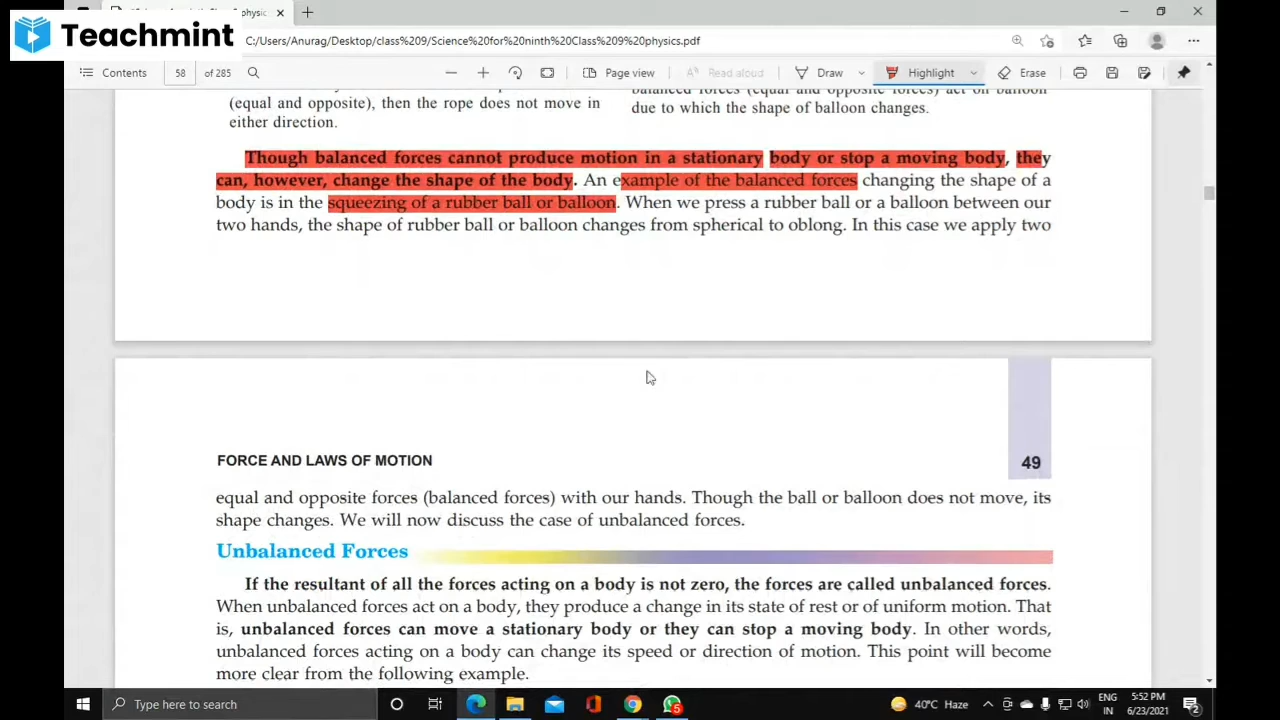 physic
Teachmint
C:/Users/Anurag/Desktop/class%209/Science%20for%20ninth%20Class%209%20physics.pdf
Contents
58
of 285
Page view
Read aloud
Draw
Highlight
Erase
(equal and opposite), then the rope does not move in
either direction.
balanced forces (equal and opposite forces) act on balloon
due to which the shape of balloon changes.
Though balanced forces cannot produce motion in a stationary body or stop a moving body, they
can, however, change the shape of the body. An example of the balanced forces changing the shape of a
body is in the squeezing of a rubber ball or balloon. When we press a rubber ball or a balloon between our
two hands, the shape of rubber ball or balloon changes from spherical to oblong. In this case we apply two
FORCE AND LAWS OF MOTION
49
equal and opposite forces (balanced forces) with our hands. Though the ball or balloon does not move, its
shape changes. We will now discuss the case of unbalanced forces.
Unbalanced Forces
If the resultant of all the forces acting on a body is not zero, the forces are called unbalanced forces.
When unbalanced forces act on a body, they produce a change in its state of rest or of uniform motion. That
is, unbalanced forces can move a stationary body or they can stop a moving body. In other words,
unbalanced forces acting on a body can change its speed or direction of motion. This point will become
more clear from the following example.
Type here to search
5
40°C Haze
ENG
IN
5:52 PM
6/23/2021
2